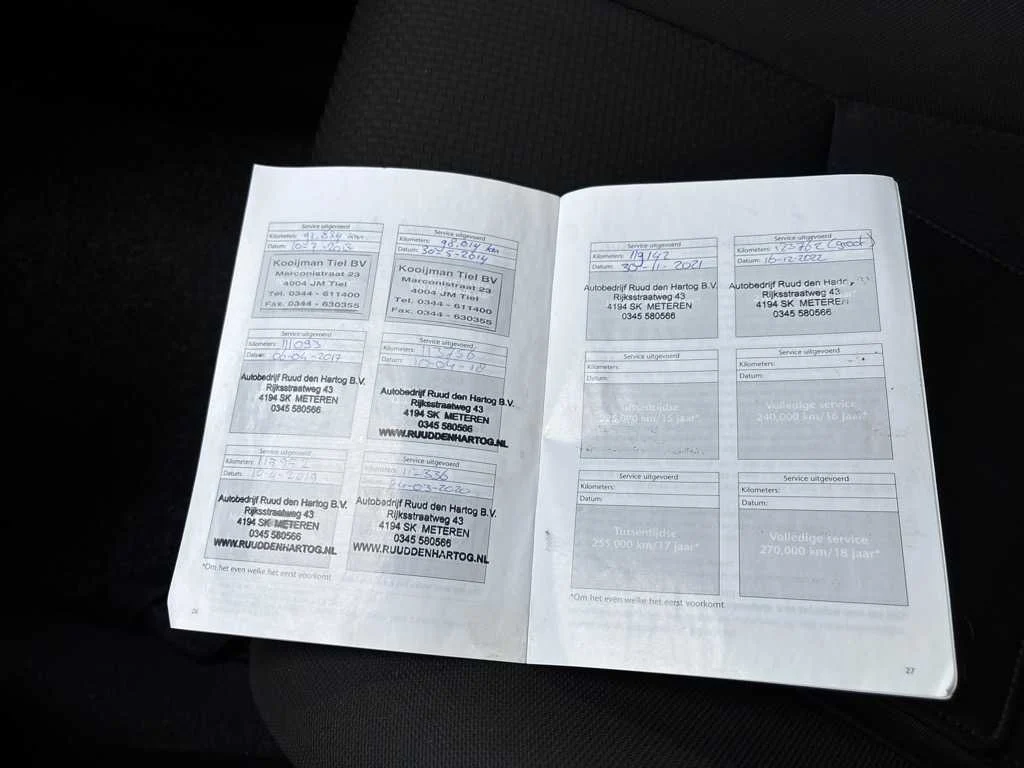 Service uitgevoerd
Kilometers:
Datum:
Kooijman Tiel BV
Marconistraat 23
4004 JM Tiel
Tel. 0344 - 611400
Fax. 0344 - 630355
Service uitgevoerd
Kilometers: 98.814 km
Datum: 30-5-2014
Kooijman Tiel BV
Marconistraat 23
4004 JM Tiel
Tel. 0344 - 611400
Fax. 0344 - 630355
Service uitgevoerd
Kilometers: 111093
Datum: 06-04-2017
Autobedrijf Ruud den Hartog B.V.
Rijksstraatweg 43
4194 SK METEREN
0345 580566
Service uitgevoerd
Kilometers:
Datum: 10-04-18
Autobedrijf Ruud den Hartog B.V.
Rijksstraatweg 43
4194 SK METEREN
0345 580566
WWW.RUUDDENHARTOG.NL
Service uitgevoerd
Kilometers:
Datum:
Autobedrijf Ruud den Hartog B.V.
Rijksstraatweg 43
4194 SK METEREN
0345 580566
WWW.RUUDDENHARTOG.NL
Service uitgevoerd
Kilometers:
Datum: 24-03-2020
Autobedrijf Ruud den Hartog B.V.
Rijksstraatweg 43
4194 SK METEREN
0345 580566
WWW.RUUDDENHARTOG.NL
*Om het even welke het eerst voorkomt
26
Service uitgevoerd
Kilometers: 119142
Datum: 30-11-2021
Autobedrijf Ruud den Hartog B.V.
Rijksstraatweg 43
4194 SK METEREN
0345 580566
Service uitgevoerd
Kilometers: (groot)
Datum: 16-12-2022
Autobedrijf Ruud den
Rijksstraatweg 43
4194 SK METEREN
0345 580566
Service uitgevoerd
Kilometers:
Datum:
Tussentijdse
225.000 km/15 jaar*
Service uitgevoerd
Kilometers:
Datum:
Volledige service
240.000 km/16 jaar*
Service uitgevoerd
Kilometers:
Datum:
Tussentijdse
255.000 km/17 jaar*
Service uitgevoerd
Kilometers:
Datum:
Volledige service
270.000 km/18 jaar*
*Om het even welke het eerst voorkomt
27